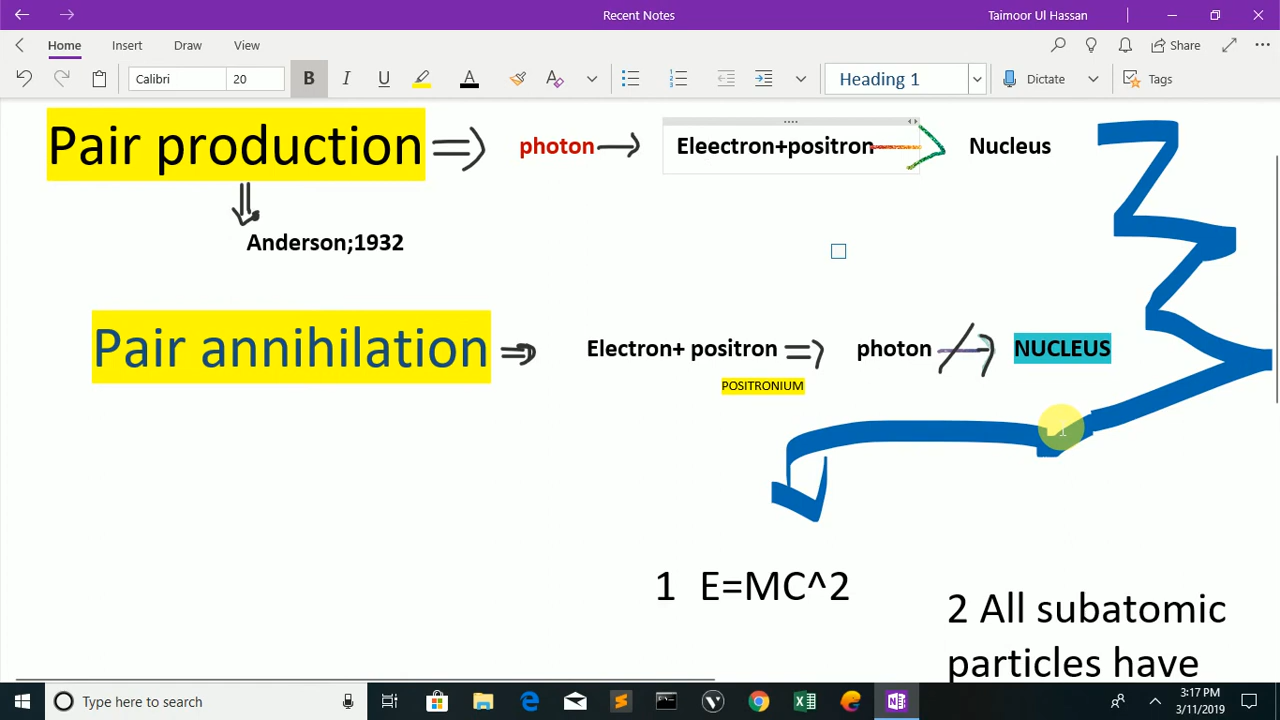 Recent Notes
Taimoor Ul Hassan
Home Insert Draw View
Share
Calibri 20 B I U A A Heading 1 Dictate Tags
Pair production photon Eleectron+positron Nucleus
Anderson;1932
Pair annihilation Electron+ positron photon NUCLEUS
POSITRONIUM
1 E=MC^2
2 All subatomic
particles have
Type here to search
3:17 PM
3/11/2019